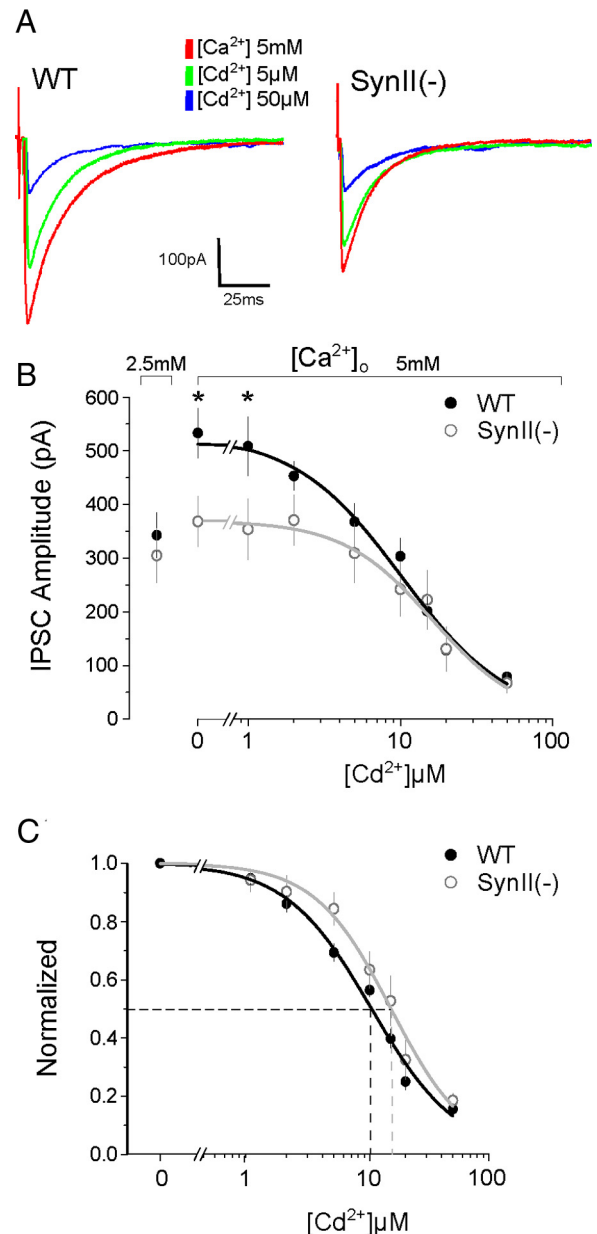 A
[Ca²⁺] 5mM
WT
[Cd²⁺] 5µM
SynII(-)
[Cd²⁺] 50µM
100pA
25ms
B
2.5mM
[Ca²⁺]ₒ 5mM
600
* *
WT
SynII(-)
500
400
300
200
100
0
IPSC Amplitude (pA)
0 1 10 100
[Cd²⁺]µM
C
WT
SynII(-)
1.0
0.8
0.6
0.4
0.2
0.0
Normalized
0 1 10 100
[Cd²⁺]µM